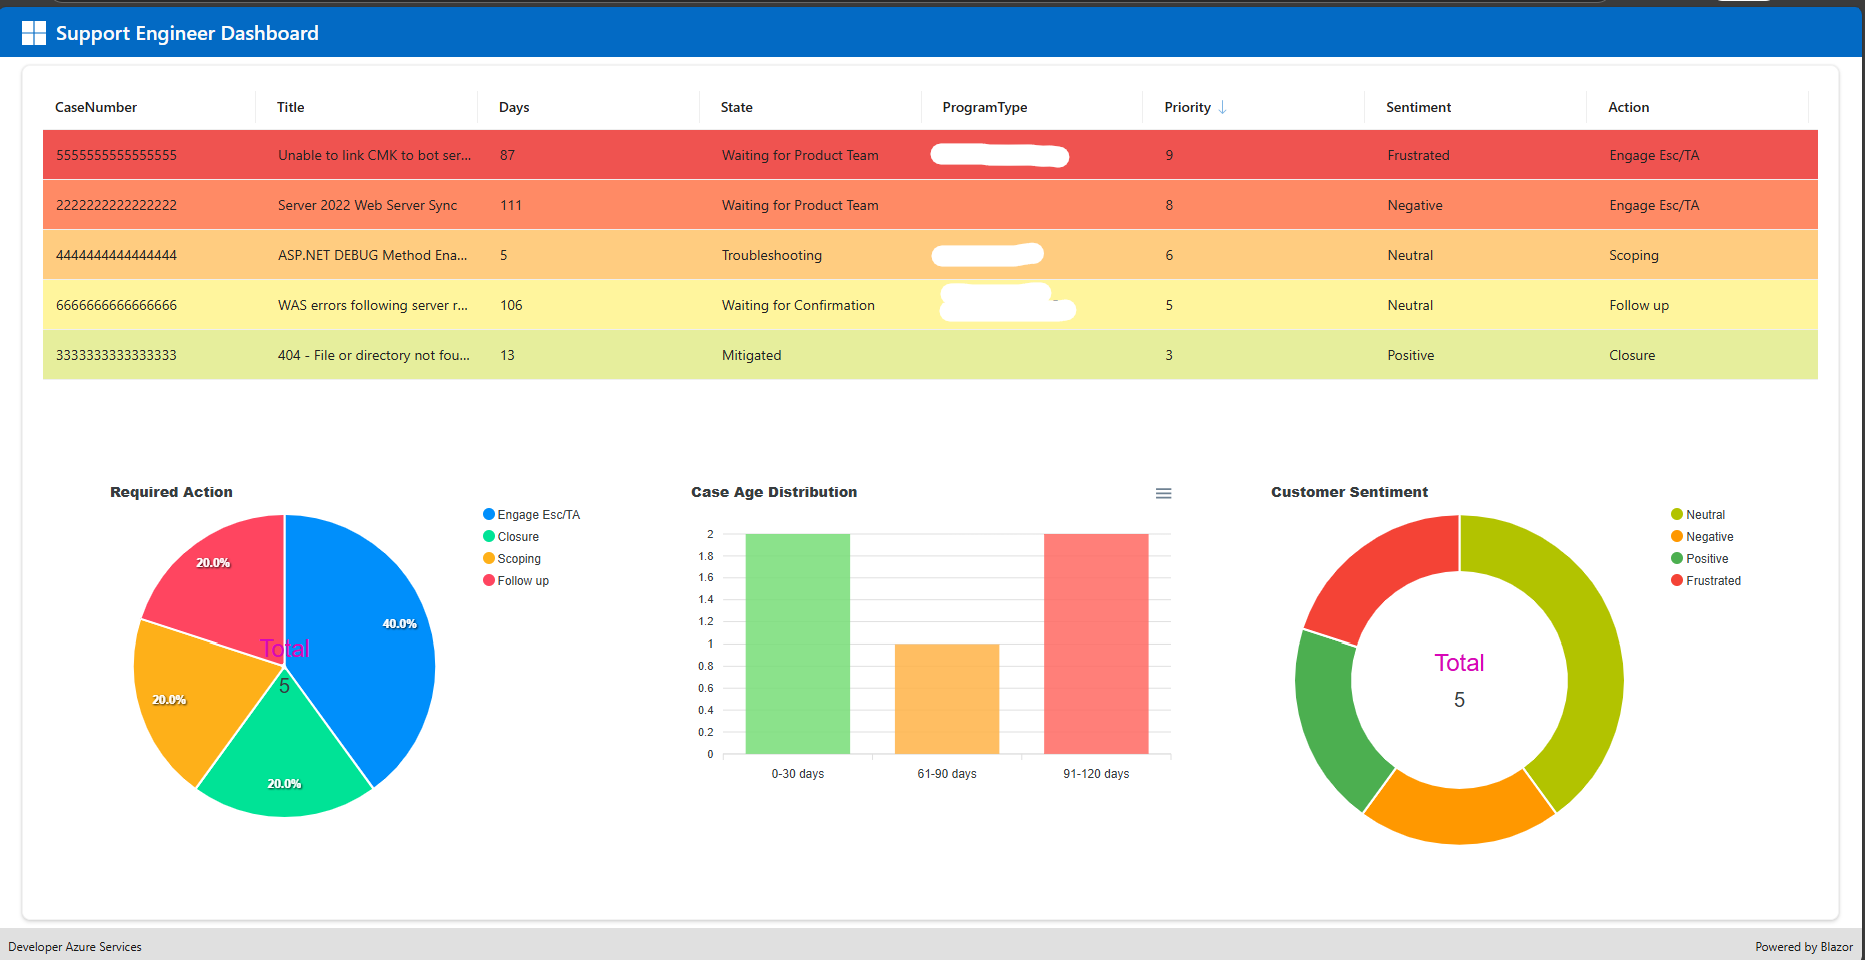 Support Engineer Dashboard
CaseNumber Title Days State ProgramType Priority ↓ Sentiment Action
5555555555555555 Unable to link CMK to bot ser... 87 Waiting for Product Team 9 Frustrated Engage Esc/TA
2222222222222222 Server 2022 Web Server Sync 111 Waiting for Product Team 8 Negative Engage Esc/TA
4444444444444444 ASP.NET DEBUG Method Ena... 5 Troubleshooting 6 Neutral Scoping
6666666666666666 WAS errors following server r... 106 Waiting for Confirmation 5 Neutral Follow up
3333333333333333 404 - File or directory not fou... 13 Mitigated 3 Positive Closure
Required Action
Engage Esc/TA
Closure
Scoping
Follow up
20.0%
40.0%
Total
5
20.0%
20.0%
Case Age Distribution
2
1.8
1.6
1.4
1.2
1
0.8
0.6
0.4
0.2
0
0-30 days 61-90 days 91-120 days
Customer Sentiment
Neutral
Negative
Positive
Frustrated
Total
5
Developer Azure Services Powered by Blazor